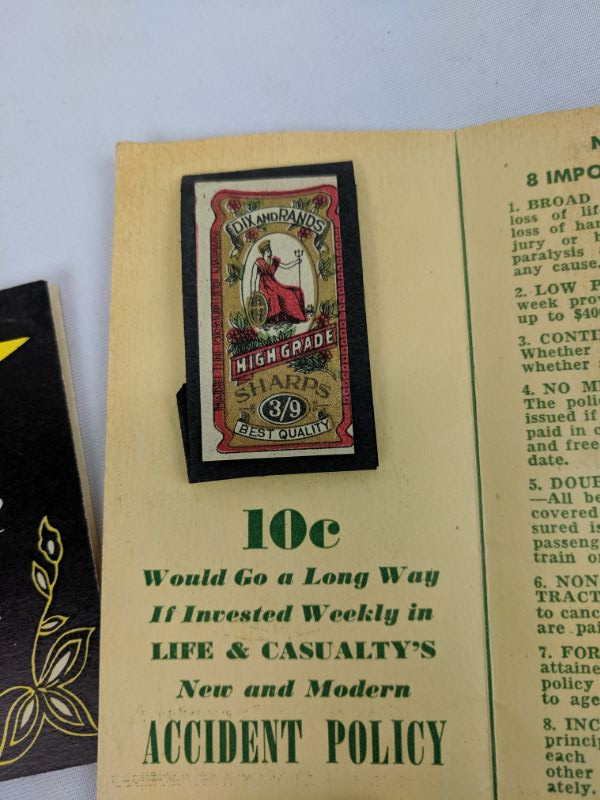 DIX AND RANDS
HIGH GRADE
SHARPS
3/9
BEST QUALITY
10c
Would Go a Long Way
If Invested Weekly in
LIFE & CASUALTY'S
New and Modern
ACCIDENT POLICY
8 IMPO
1. BROAD
loss of lif
loss of han
jury or b
paralysis
any cause.
2. LOW P
week prov
up to $400
3. CONTI
Whether
whether a
4. NO M
The polic
issued if
paid in c
and free
date.
5. DOUB
—All be
covered
sured is
passeng
train or
6. NON
TRACT
to canc
are pai
7. FOR
attaine
policy
to age
8. INC
princip
each
other
ately.